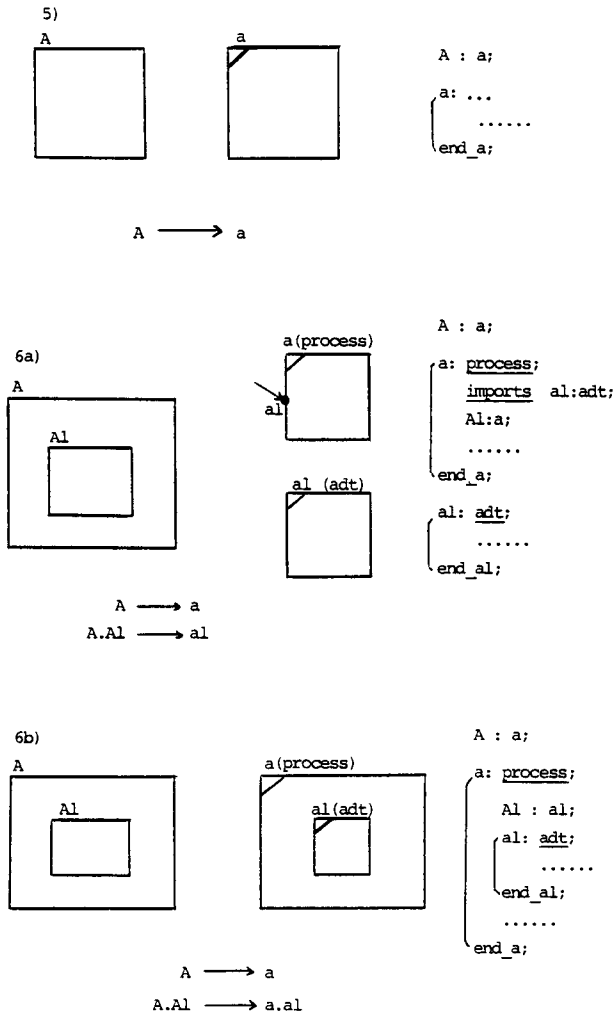 5)
A
a
A : a;
a: ...
......
end_a;
A ⟶ a
6a)
A
Al
a(process)
al
al (adt)
A : a;
a: process;
imports al:adt;
Al:a;
......
end_a;
al: adt;
......
end_al;
A ⟶ a
A.Al ⟶ al
6b)
A
Al
a(process)
al(adt)
A : a;
a: process;
Al : al;
al: adt;
......
end_al;
......
end_a;
A ⟶ a
A.Al ⟶ a.al